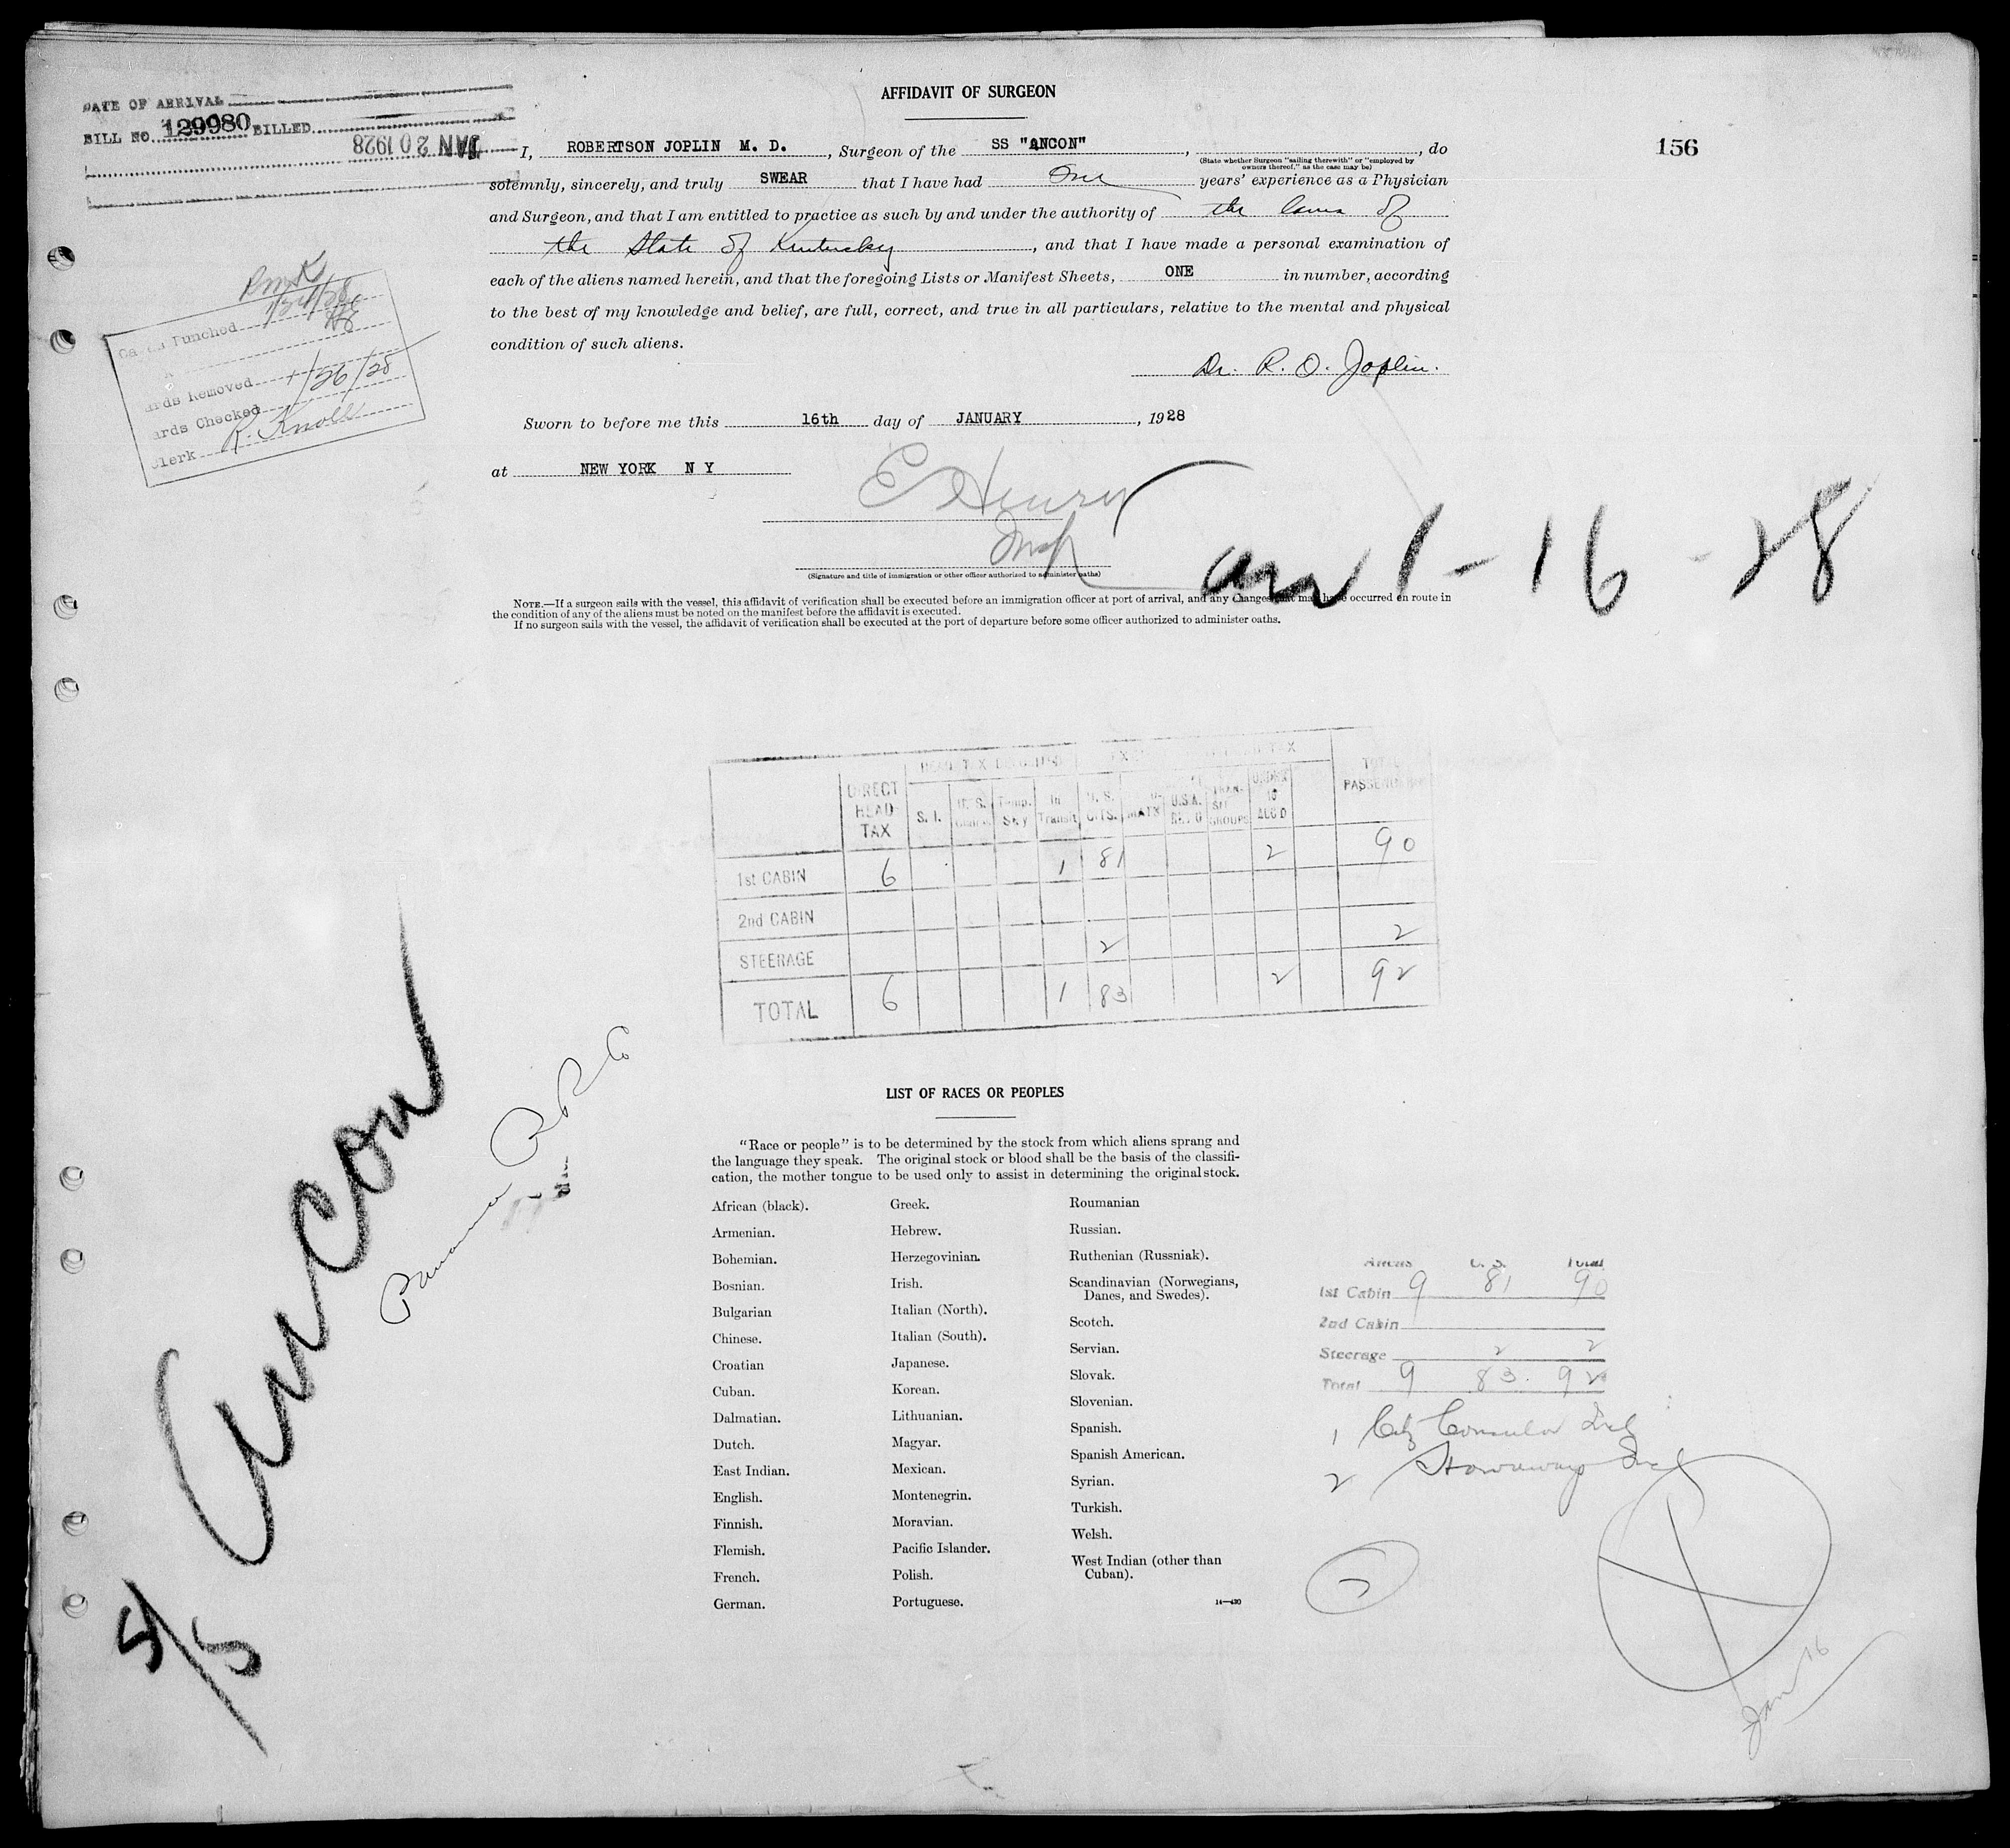 AFFIDAVIT OF SURGEON
DATE OF ARRIVAL
BILL NO. 129980 BILLED
JAN 20 1928
156
I, ROBERTSON JOPLIN M. D., Surgeon of the SS "ANCON", , do
(State whether Surgeon "sailing therewith" or "employed by
owners thereof," as the case may be)
solemnly, sincerely, and truly SWEAR that I have had One years' experience as a Physician
and Surgeon, and that I am entitled to practice as such by and under the authority of the laws of
the State of Kentucky, and that I have made a personal examination of
each of the aliens named herein, and that the foregoing Lists or Manifest Sheets, ONE in number, according
to the best of my knowledge and belief, are full, correct, and true in all particulars, relative to the mental and physical
condition of such aliens.
Dr. R. O. Joplin.
Sworn to before me this 16th day of JANUARY, 1928
at NEW YORK N Y
E Henry
Insp
(Signature and title of immigration or other officer authorized to administer oaths)
Punched
Removed 1/26/28
Checked
Clerk R. Knoll
arr 1-16-28
NOTE.—If a surgeon sails with the vessel, this affidavit of verification shall be executed before an immigration officer at port of arrival, and any changes that may have occurred en route in
the condition of any of the aliens must be noted on the manifest before the affidavit is executed.
If no surgeon sails with the vessel, the affidavit of verification shall be executed at the port of departure before some officer authorized to administer oaths.
DIRECT HEAD TAX S. I. U. S. Temp. Sky In Transit U. S. CITS. U.S.A. TRAN- SIT GROUPS UNDER 16 ACC'D TOTAL PASSENGERS
1st CABIN 6 1 81 2 90
2nd CABIN
STEERAGE 2 2
TOTAL 6 1 83 2 92
Ancon
Panama R R Co
5/5
LIST OF RACES OR PEOPLES
"Race or people" is to be determined by the stock from which aliens sprang and
the language they speak. The original stock or blood shall be the basis of the classifi-
cation, the mother tongue to be used only to assist in determining the original stock.
African (black).
Armenian.
Bohemian.
Bosnian.
Bulgarian
Chinese.
Croatian
Cuban.
Dalmatian.
Dutch.
East Indian.
English.
Finnish.
Flemish.
French.
German.
Greek.
Hebrew.
Herzegovinian.
Irish.
Italian (North).
Italian (South).
Japanese.
Korean.
Lithuanian.
Magyar.
Mexican.
Montenegrin.
Moravian.
Pacific Islander.
Polish.
Portuguese.
Roumanian
Russian.
Ruthenian (Russniak).
Scandinavian (Norwegians,
Danes, and Swedes).
Scotch.
Servian.
Slovak.
Slovenian.
Spanish.
Spanish American.
Syrian.
Turkish.
Welsh.
West Indian (other than
Cuban).
14—430
Aliens U. S. Total
1st Cabin 9 81 90
2nd Cabin
Steerage 2 2
Total 9 83. 92
1 Consular Incl
2 Stowaways Incl
Jan 16